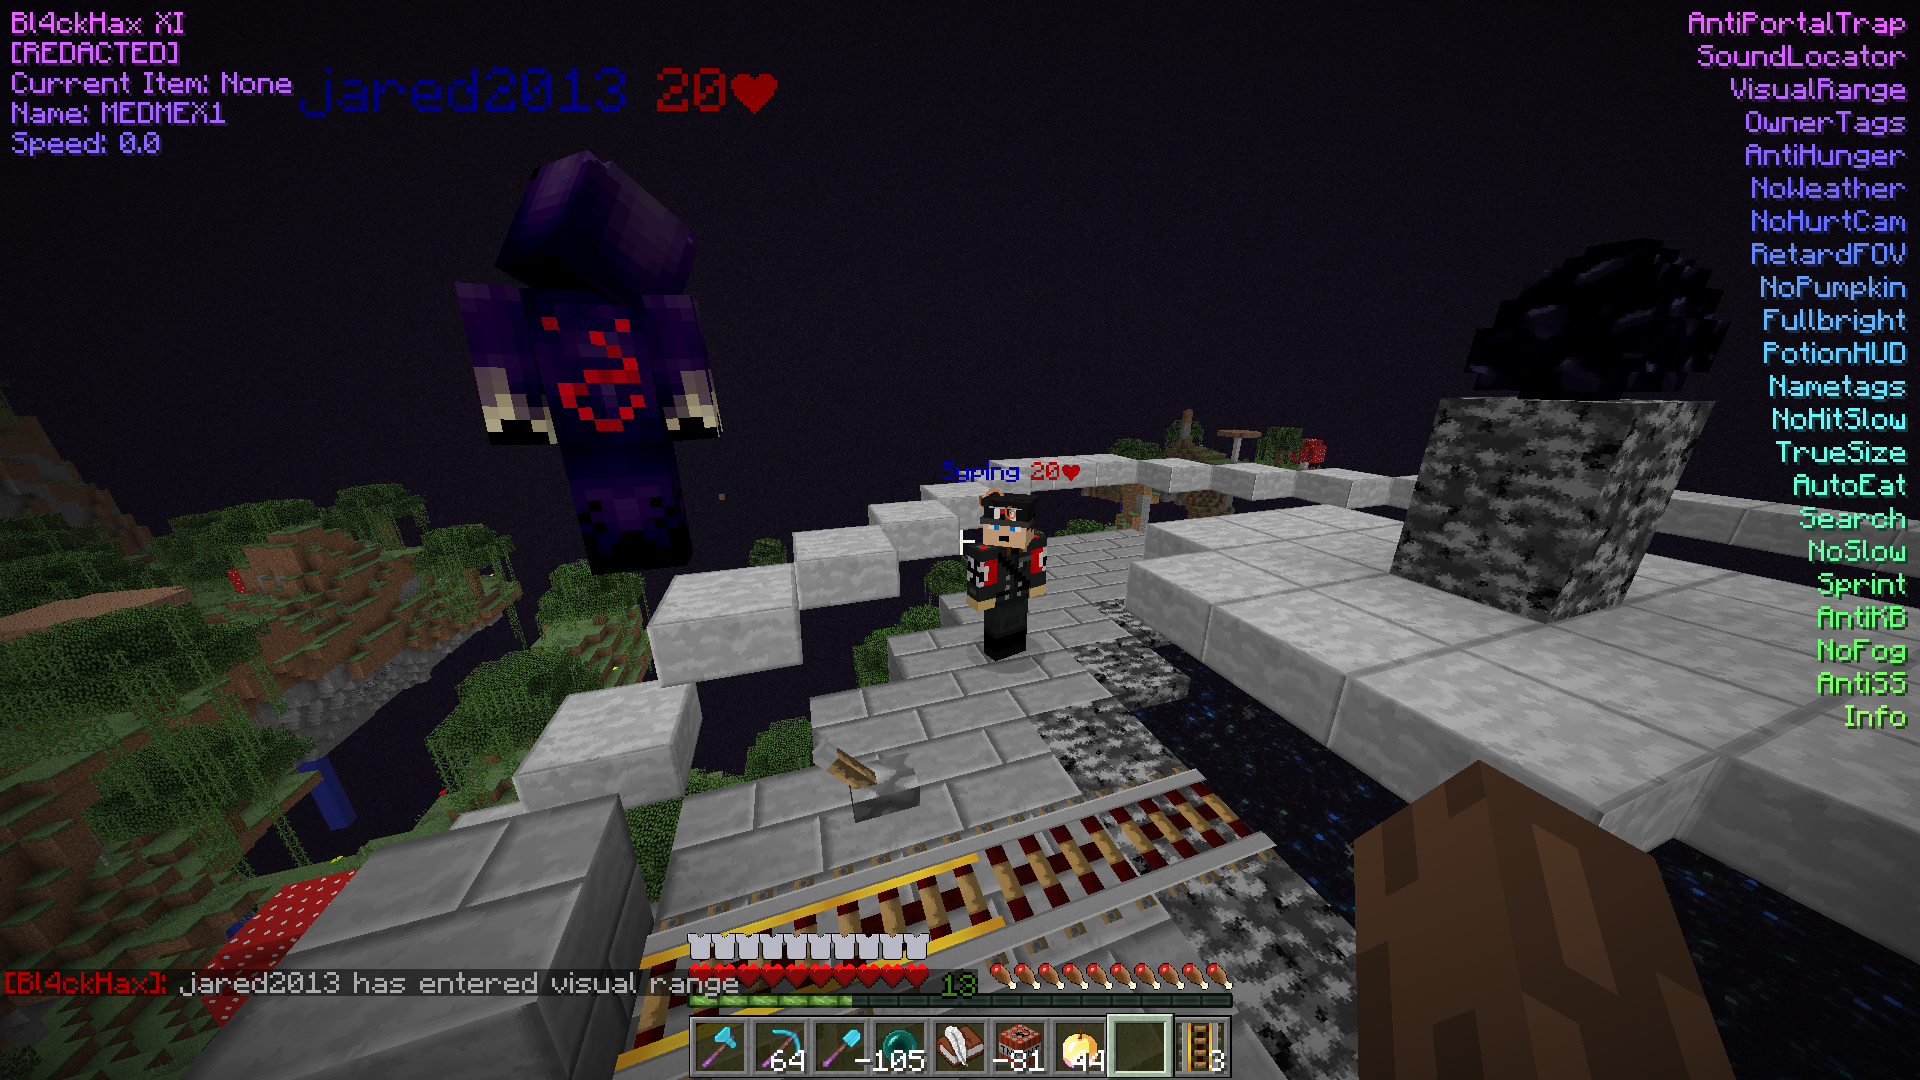 Bl4ckHax XI
[REDACTED]
Current Item: None
Name: MEDMEX1
Speed: 0.0
jared2013 20♥
AntiPortalTrap
SoundLocator
VisualRange
OwnerTags
AntiHunger
NoWeather
NoHurtCam
RetardFOV
NoPumpkin
Fullbright
PotionHUD
Nametags
NoHitSlow
TrueSize
AutoEat
Search
NoSlow
Sprint
AntiKB
NoFog
AntiSS
Info
20♥
[Bl4ckHax]: jared2013 has entered visual range
13
64
-105
-81
44
3